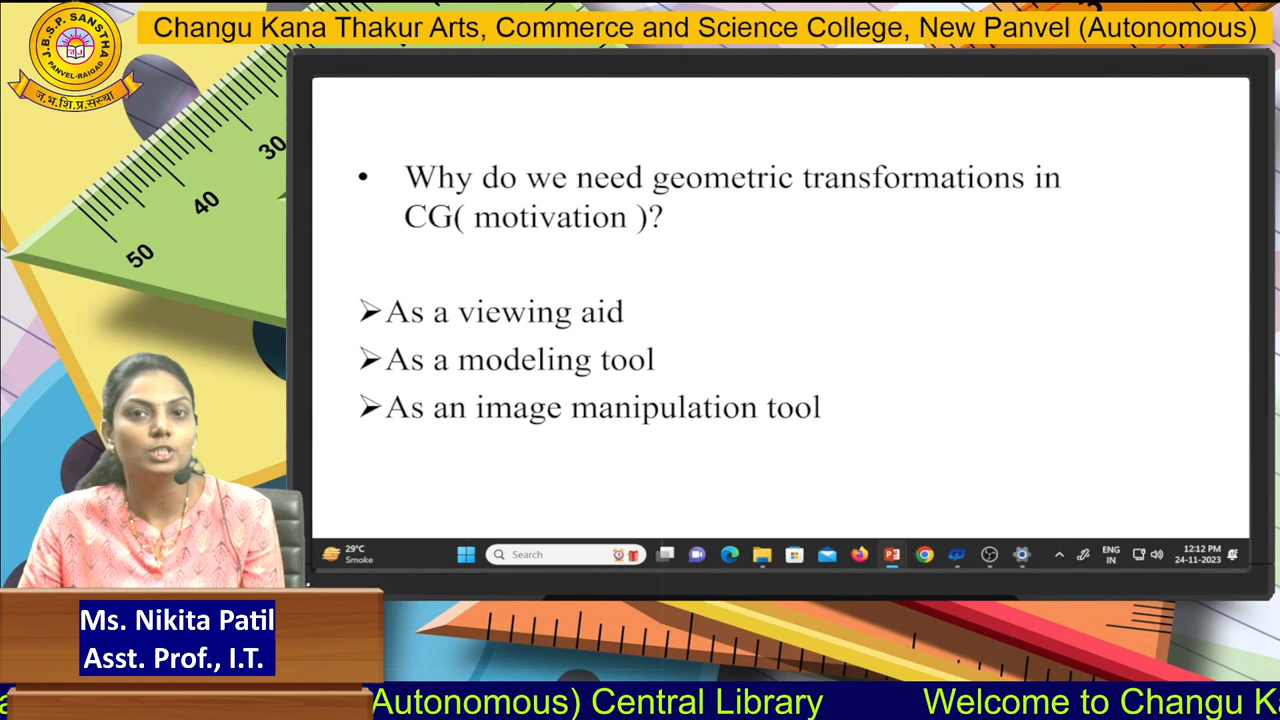 Changu Kana Thakur Arts, Commerce and Science College, New Panvel (Autonomous)
J.B.S.P. SANSTHA
PANVEL-RAIGAD
ज.भ.शि.प्र.संस्था
30
40
50
• Why do we need geometric transformations in
CG( motivation )?
➢As a viewing aid
➢As a modeling tool
➢As an image manipulation tool
29°C
Smoke
Search
ENG
IN
12:12 PM
24-11-2023
Ms. Nikita Patil
Asst. Prof., I.T.
Autonomous) Central Library Welcome to Changu K